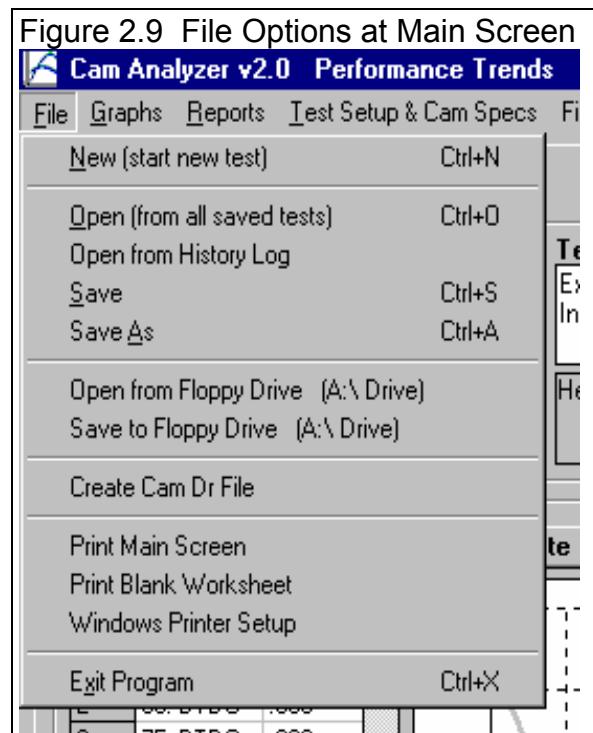 Figure 2.9 File Options at Main Screen
Cam Analyzer v2.0 Performance Trends
File Graphs Reports Test Setup & Cam Specs
New (start new test) Ctrl+N
Open (from all saved tests) Ctrl+O
Open from History Log
Save Ctrl+S
Save As Ctrl+A
Open from Floppy Drive (A:\ Drive)
Save to Floppy Drive (A:\ Drive)
Create Cam Dr File
Print Main Screen
Print Blank Worksheet
Windows Printer Setup
Exit Program Ctrl+X